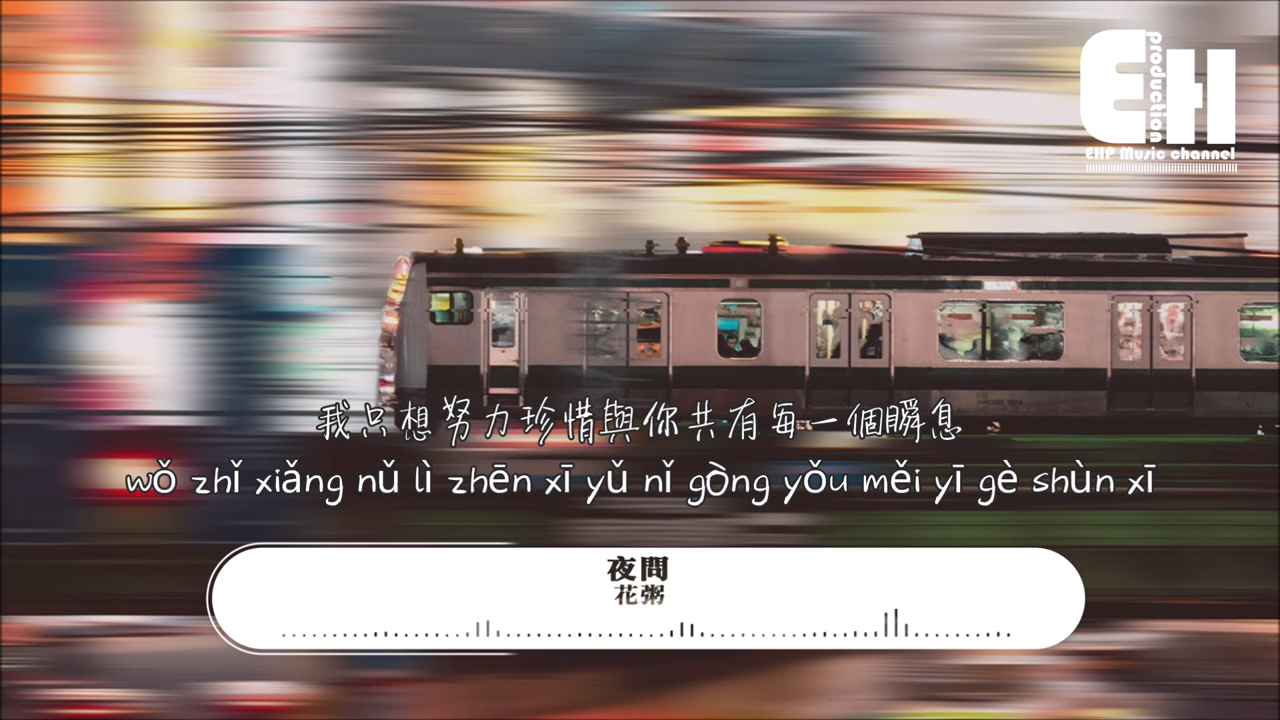 EH
production
EHP Music channel
我只想努力珍惜與你共有每一個瞬息
wǒ zhǐ xiǎng nǔ lì zhēn xī yǔ nǐ gòng yǒu měi yī gè shùn xī
夜問
花粥